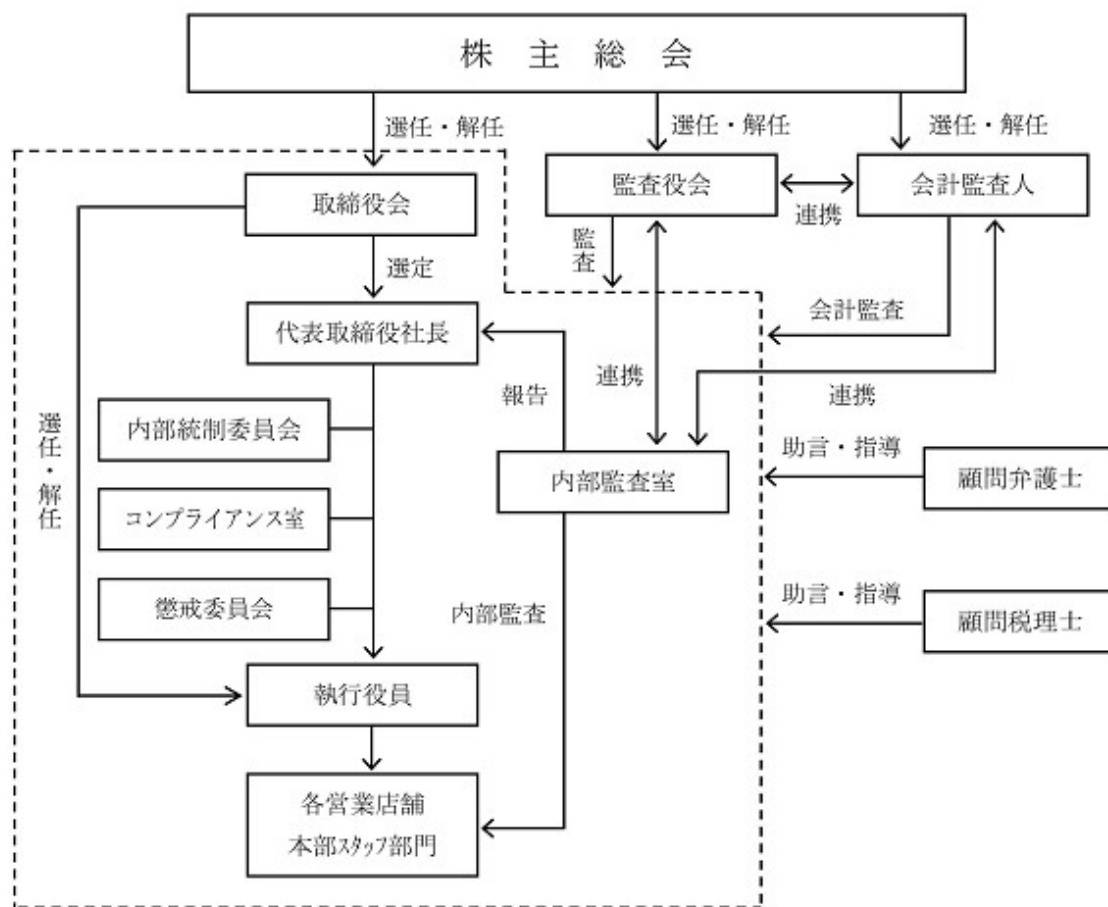 株主総会
選任・解任
選任・解任
選任・解任
取締役会
監査役会
会計監査人
連携
監査
選定
代表取締役社長
会計監査
報告
連携
連携
選任・解任
内部統制委員会
内部監査室
助言・指導
顧問弁護士
コンプライアンス室
懲戒委員会
内部監査
助言・指導
顧問税理士
執行役員
各営業店舗
本部スタッフ部門